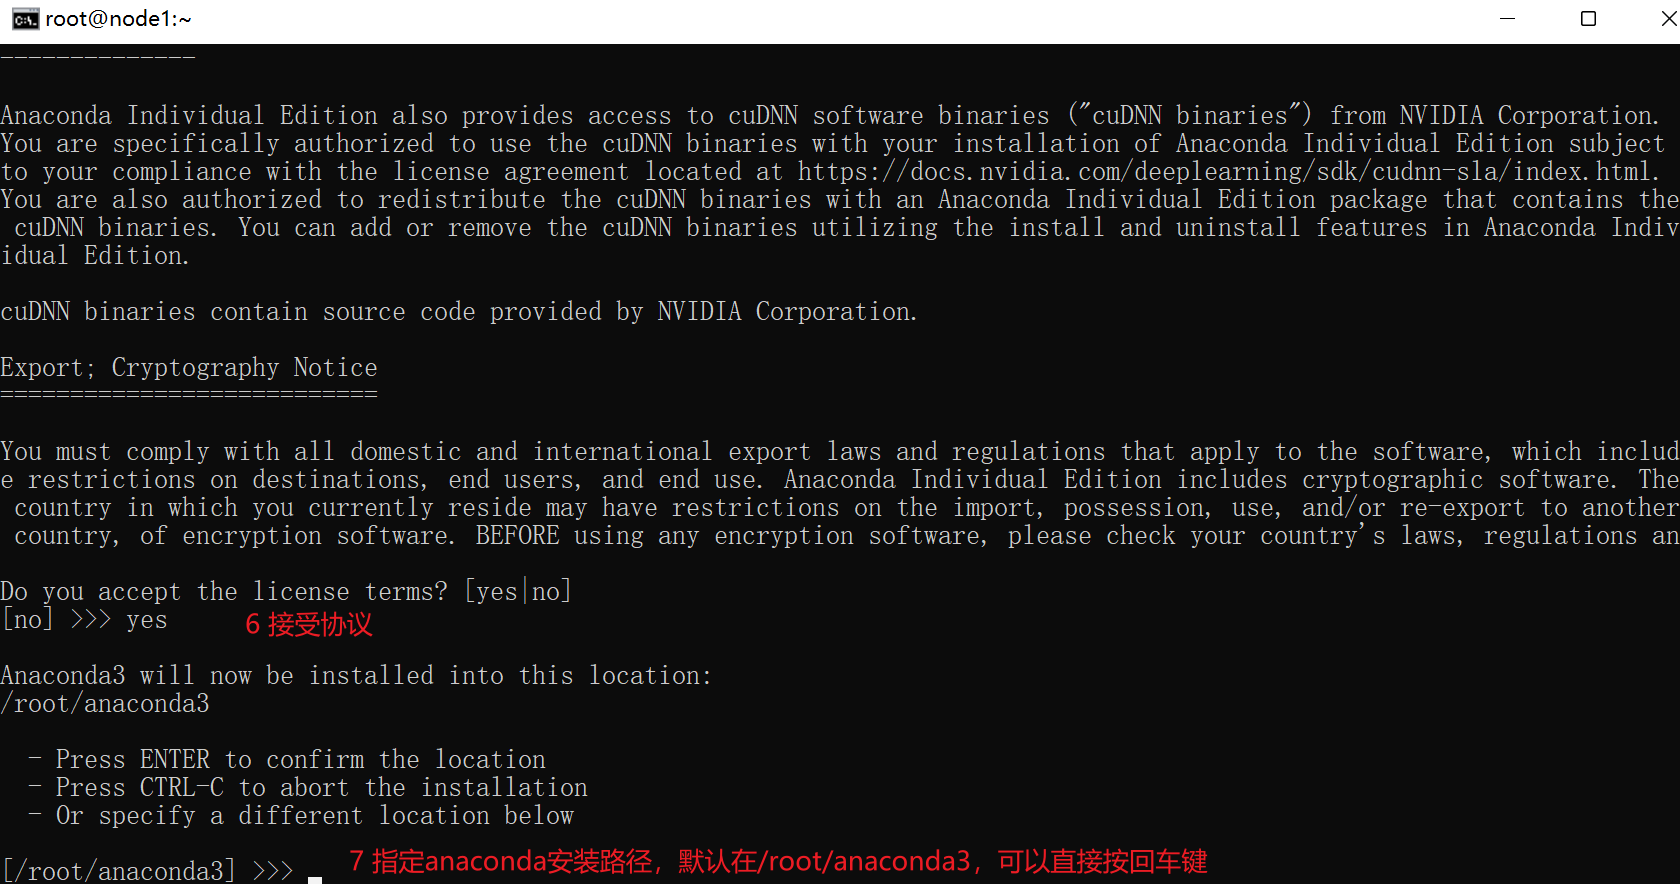 root@node1:~
--------------
Anaconda Individual Edition also provides access to cuDNN software binaries ("cuDNN binaries") from NVIDIA Corporation.
You are specifically authorized to use the cuDNN binaries with your installation of Anaconda Individual Edition subject
to your compliance with the license agreement located at https://docs.nvidia.com/deeplearning/sdk/cudnn-sla/index.html.
You are also authorized to redistribute the cuDNN binaries with an Anaconda Individual Edition package that contains the
cuDNN binaries. You can add or remove the cuDNN binaries utilizing the install and uninstall features in Anaconda Indiv
idual Edition.
cuDNN binaries contain source code provided by NVIDIA Corporation.
Export; Cryptography Notice
===========================
You must comply with all domestic and international export laws and regulations that apply to the software, which includ
e restrictions on destinations, end users, and end use. Anaconda Individual Edition includes cryptographic software. The
country in which you currently reside may have restrictions on the import, possession, use, and/or re-export to another
country, of encryption software. BEFORE using any encryption software, please check your country's laws, regulations an
Do you accept the license terms? [yes|no]
[no] >>> yes 6 接受协议
Anaconda3 will now be installed into this location:
/root/anaconda3
- Press ENTER to confirm the location
- Press CTRL-C to abort the installation
- Or specify a different location below
[/root/anaconda3] >>> 7 指定anaconda安装路径，默认在/root/anaconda3，可以直接按回车键